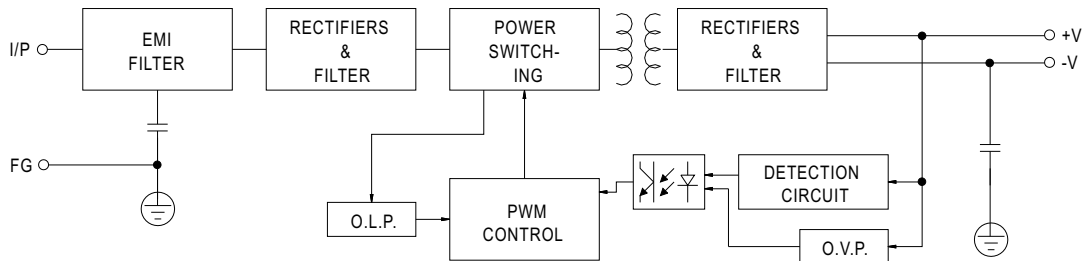 I/P
EMI
FILTER
RECTIFIERS
&
FILTER
POWER
SWITCH-
ING
RECTIFIERS
&
FILTER
+V
-V
FG
O.L.P.
PWM
CONTROL
DETECTION
CIRCUIT
O.V.P.